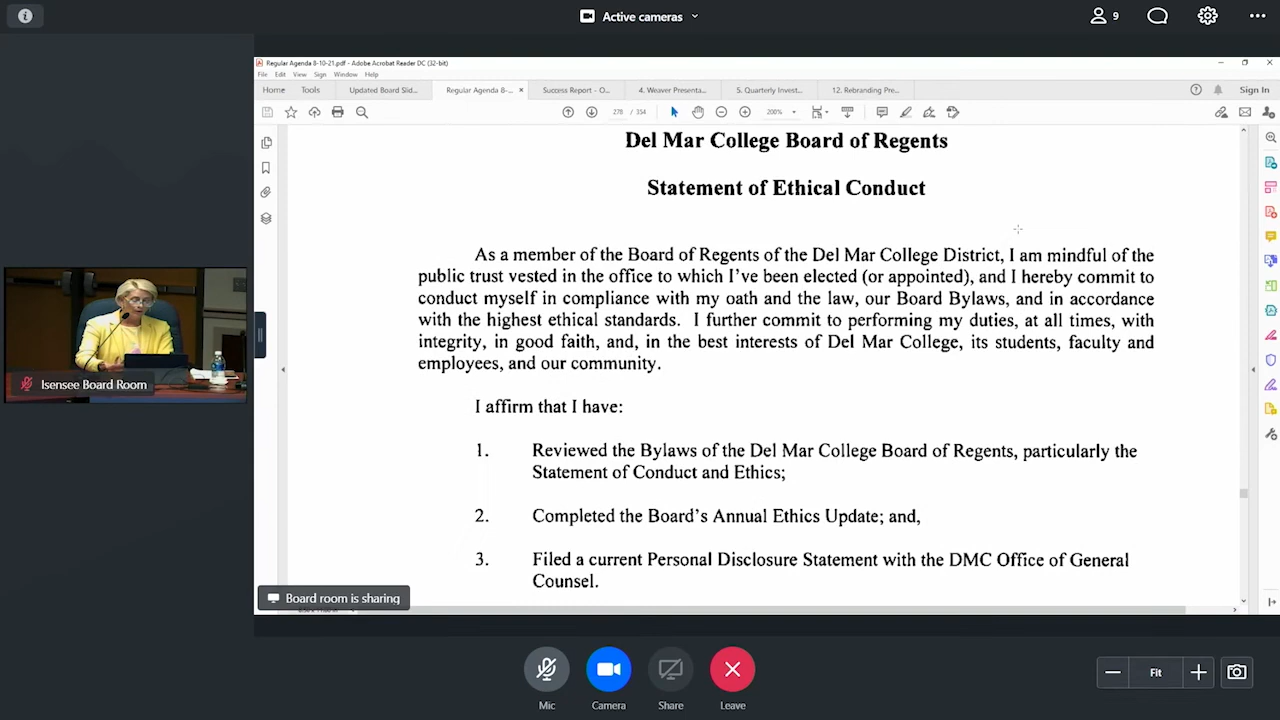 Active cameras
9
Regular Agenda 8-10-21.pdf - Adobe Acrobat Reader DC (32-bit)
File Edit View Sign Window Help
Home Tools Updated Board Slid... Regular Agenda 8-... Success Report - O... 4. Weaver Presenta... 5. Quarterly Invest... 12. Rebranding Pre... Sign In
278 / 354 200%
Del Mar College Board of Regents
Statement of Ethical Conduct
As a member of the Board of Regents of the Del Mar College District, I am mindful of the
public trust vested in the office to which I've been elected (or appointed), and I hereby commit to
conduct myself in compliance with my oath and the law, our Board Bylaws, and in accordance
with the highest ethical standards. I further commit to performing my duties, at all times, with
integrity, in good faith, and, in the best interests of Del Mar College, its students, faculty and
employees, and our community.
I affirm that I have:
1. Reviewed the Bylaws of the Del Mar College Board of Regents, particularly the
Statement of Conduct and Ethics;
2. Completed the Board's Annual Ethics Update; and,
3. Filed a current Personal Disclosure Statement with the DMC Office of General
Counsel.
Isensee Board Room
Board room is sharing
Mic Camera Share Leave
Fit